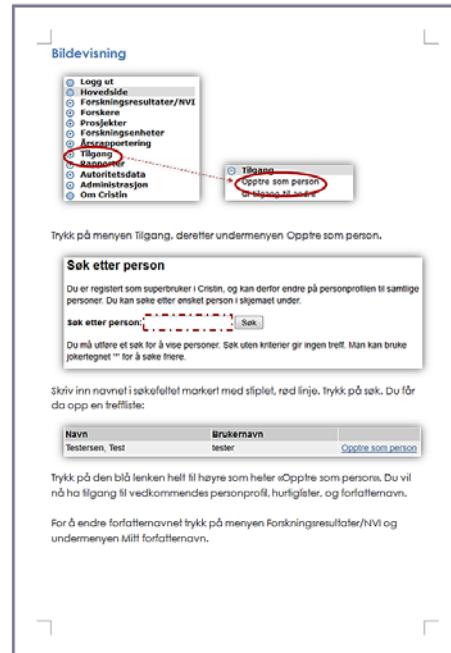 Bildevisning
Logg ut
Hovedside
Forskningsresultater/NVI
Forskere
Prosjekter
Forskningsenheter
Årsrapportering
Tilgang
Rapporter
Autoritetsdata
Administrasjon
Om Cristin
Tilgang
Opptre som person
Gi tilgang til andre
Trykk på menyen Tilgang, deretter undermenyen Opptre som person.
Søk etter person
Du er registert som superbruker i Cristin, og kan derfor endre på personprofilen til samtlige
personer. Du kan søke etter ønsket person i skjemaet under.
Søk etter person: Søk
Du må utføre et søk for å vise personer. Søk uten kriterier gir ingen treff. Man kan bruke
jokertegnet '*' for å søke friere.
Skriv inn navnet i søkefeltet markert med stiplet, rød linje. Trykk på søk. Du får
da opp en treffliste:
Navn Brukernavn
Testersen, Test tester Opptre som person
Trykk på den blå lenken helt til høyre som heter «Opptre som person». Du vil
nå ha tilgang til vedkommendes personprofil, hurtiglister, og forfatternavn.
For å endre forfatternavnet trykk på menyen Forskningsresultater/NVI og
undermenyen Mitt forfatternavn.